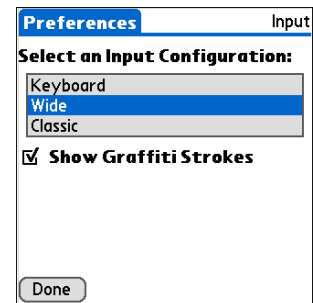 Preferences Input
Select an Input Configuration:
Keyboard
Wide
Classic
Show Graffiti Strokes
Done